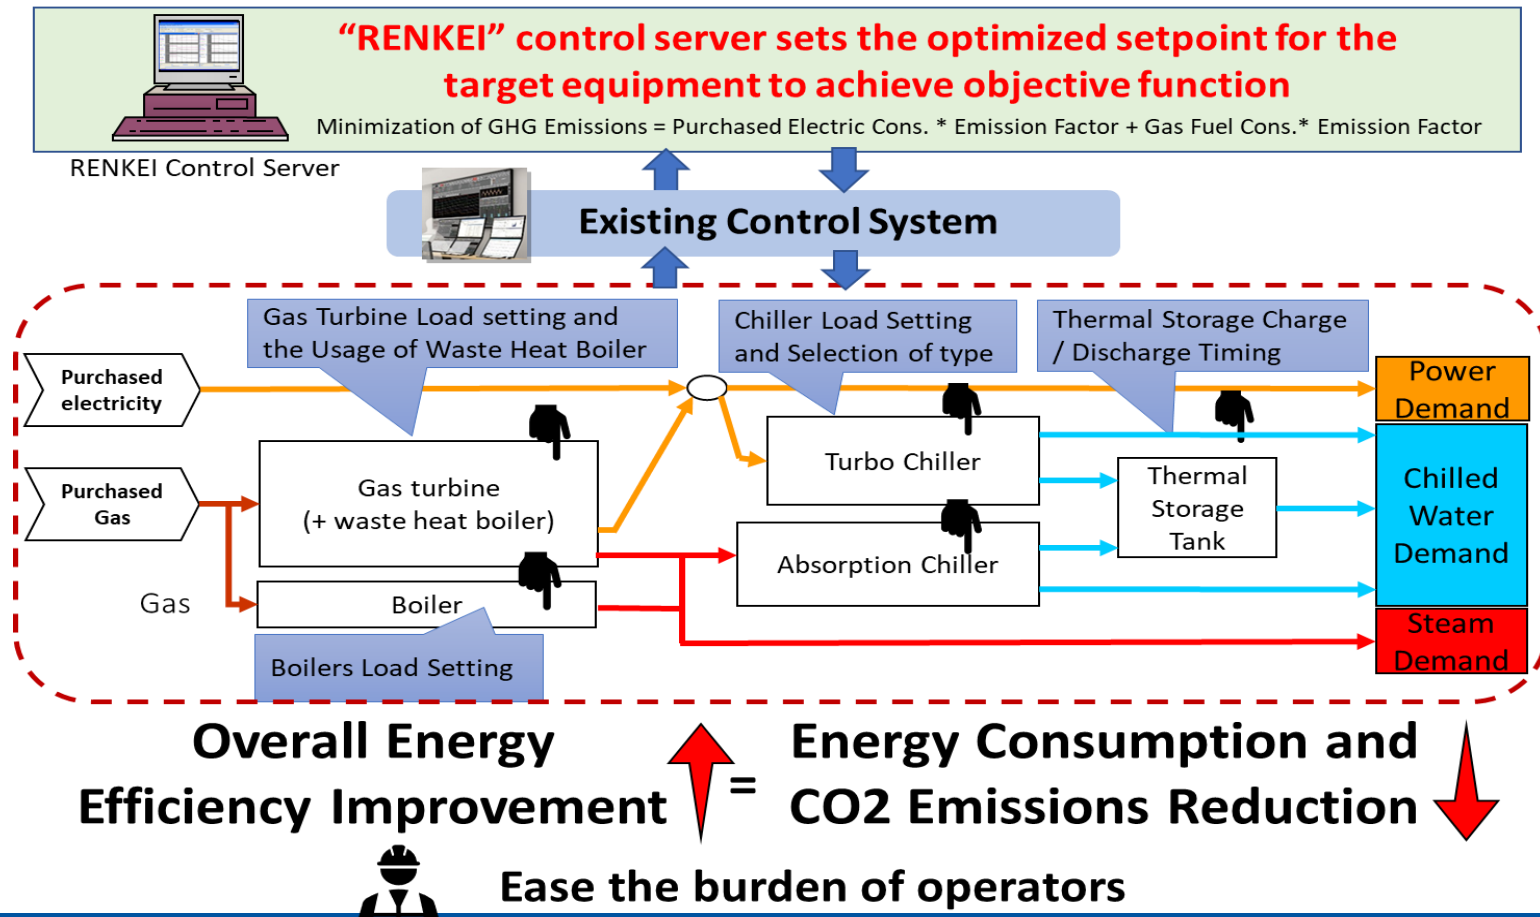 “RENKEI” control server sets the optimized setpoint for the
target equipment to achieve objective function
Minimization of GHG Emissions = Purchased Electric Cons. * Emission Factor + Gas Fuel Cons.* Emission Factor
RENKEI Control Server
Existing Control System
Gas Turbine Load setting and
the Usage of Waste Heat Boiler
Chiller Load Setting
and Selection of type
Thermal Storage Charge
/ Discharge Timing
Purchased
electricity
Power
Demand
Purchased
Gas
Gas turbine
(+ waste heat boiler)
Turbo Chiller
Thermal
Storage
Tank
Chilled
Water
Demand
Absorption Chiller
Gas
Boiler
Steam
Demand
Boilers Load Setting
Overall Energy
Efficiency Improvement
=
Energy Consumption and
CO2 Emissions Reduction
Ease the burden of operators